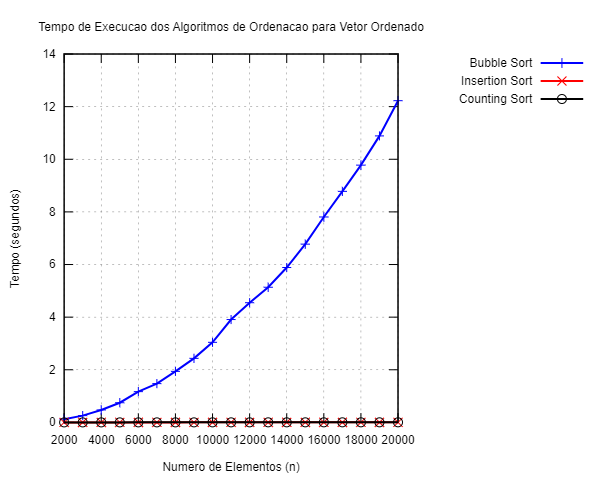 Tempo de Execucao dos Algoritmos de Ordenacao para Vetor Ordenado
14
12
10
8
6
4
2
0
Tempo (segundos)
2000 4000 6000 8000 10000 12000 14000 16000 18000 20000
Numero de Elementos (n)
Bubble Sort
Insertion Sort
Counting Sort